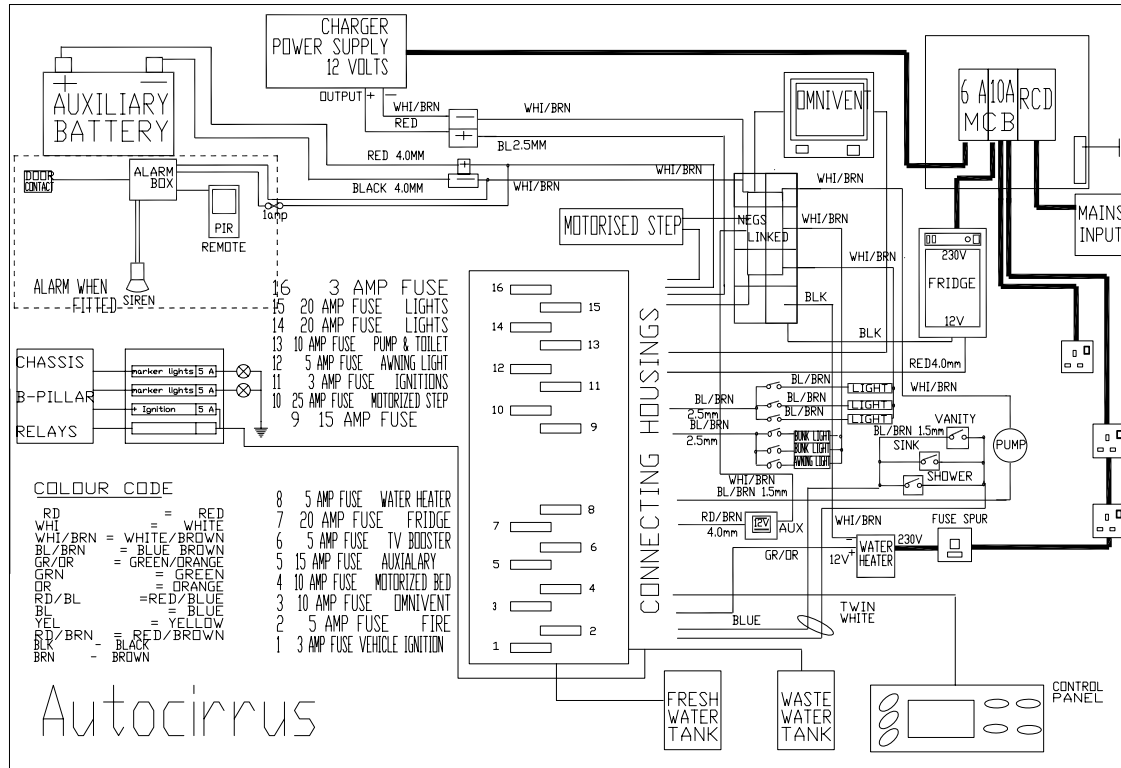 CHARGER
POWER SUPPLY
12 VOLTS
OUTPUT + -
+ -
AUXILIARY
BATTERY
WHI/BRN
RED
-
+
WHI/BRN
BL2.5MM
RED 4.0MM
+
-
BLACK 4.0MM
WHI/BRN
WHI/BRN
OMNIVENT
6 A
10A
RCD
MCB
MAINS
INPUT
DOOR
CONTACT
ALARM
BOX
PIR
REMOTE
1amp
SIREN
ALARM WHEN
FITTED
MOTORISED STEP
NEGS
LINKED
WHI/BRN
WHI/BRN
WHI/BRN
BLK
BLK
230V
FRIDGE
12V
RED4.0mm
16 3 AMP FUSE
15 20 AMP FUSE LIGHTS
14 20 AMP FUSE LIGHTS
13 10 AMP FUSE PUMP & TOILET
12 5 AMP FUSE AWNING LIGHT
11 3 AMP FUSE IGNITIONS
10 25 AMP FUSE MOTORIZED STEP
9 15 AMP FUSE
8 5 AMP FUSE WATER HEATER
7 20 AMP FUSE FRIDGE
6 5 AMP FUSE TV BOOSTER
5 15 AMP FUSE AUXIALARY
4 10 AMP FUSE MOTORIZED BED
3 10 AMP FUSE OMNIVENT
2 5 AMP FUSE FIRE
1 3 AMP FUSE VEHICLE IGNITION
16
15
14
13
12
11
10
9
8
7
6
5
4
3
2
1
CONNECTING HOUSINGS
CHASSIS
B-PILLAR
RELAYS
marker lights 5 A
marker lights 5 A
+ Ignition 5 A
BL/BRN
BL/BRN
BL/BRN
LIGHT
LIGHT
LIGHT
BL/BRN
2.5mm
BL/BRN
2.5mm
BUNK LIGHT
BUNK LIGHT
AWNING LIGHT
WHI/BRN
WHI/BRN
BL/BRN 1.5mm
VANITY
BL/BRN 1.5mm
SINK
SHOWER
PUMP
RD/BRN
4.0mm
12V
AUX
GR/OR
WHI/BRN
-
12V+
WATER
HEATER
230V
FUSE SPUR
BLUE
TWIN
WHITE
COLOUR CODE
RD = RED
WHI = WHITE
WHI/BRN = WHITE/BROWN
BL/BRN = BLUE BROWN
GR/OR = GREEN/ORANGE
GRN = GREEN
OR = ORANGE
RD/BL =RED/BLUE
BL = BLUE
YEL = YELLOW
RD/BRN = RED/BROWN
BLK - BLACK
BRN - BROWN
Autocirrus
FRESH
WATER
TANK
WASTE
WATER
TANK
CONTROL
PANEL